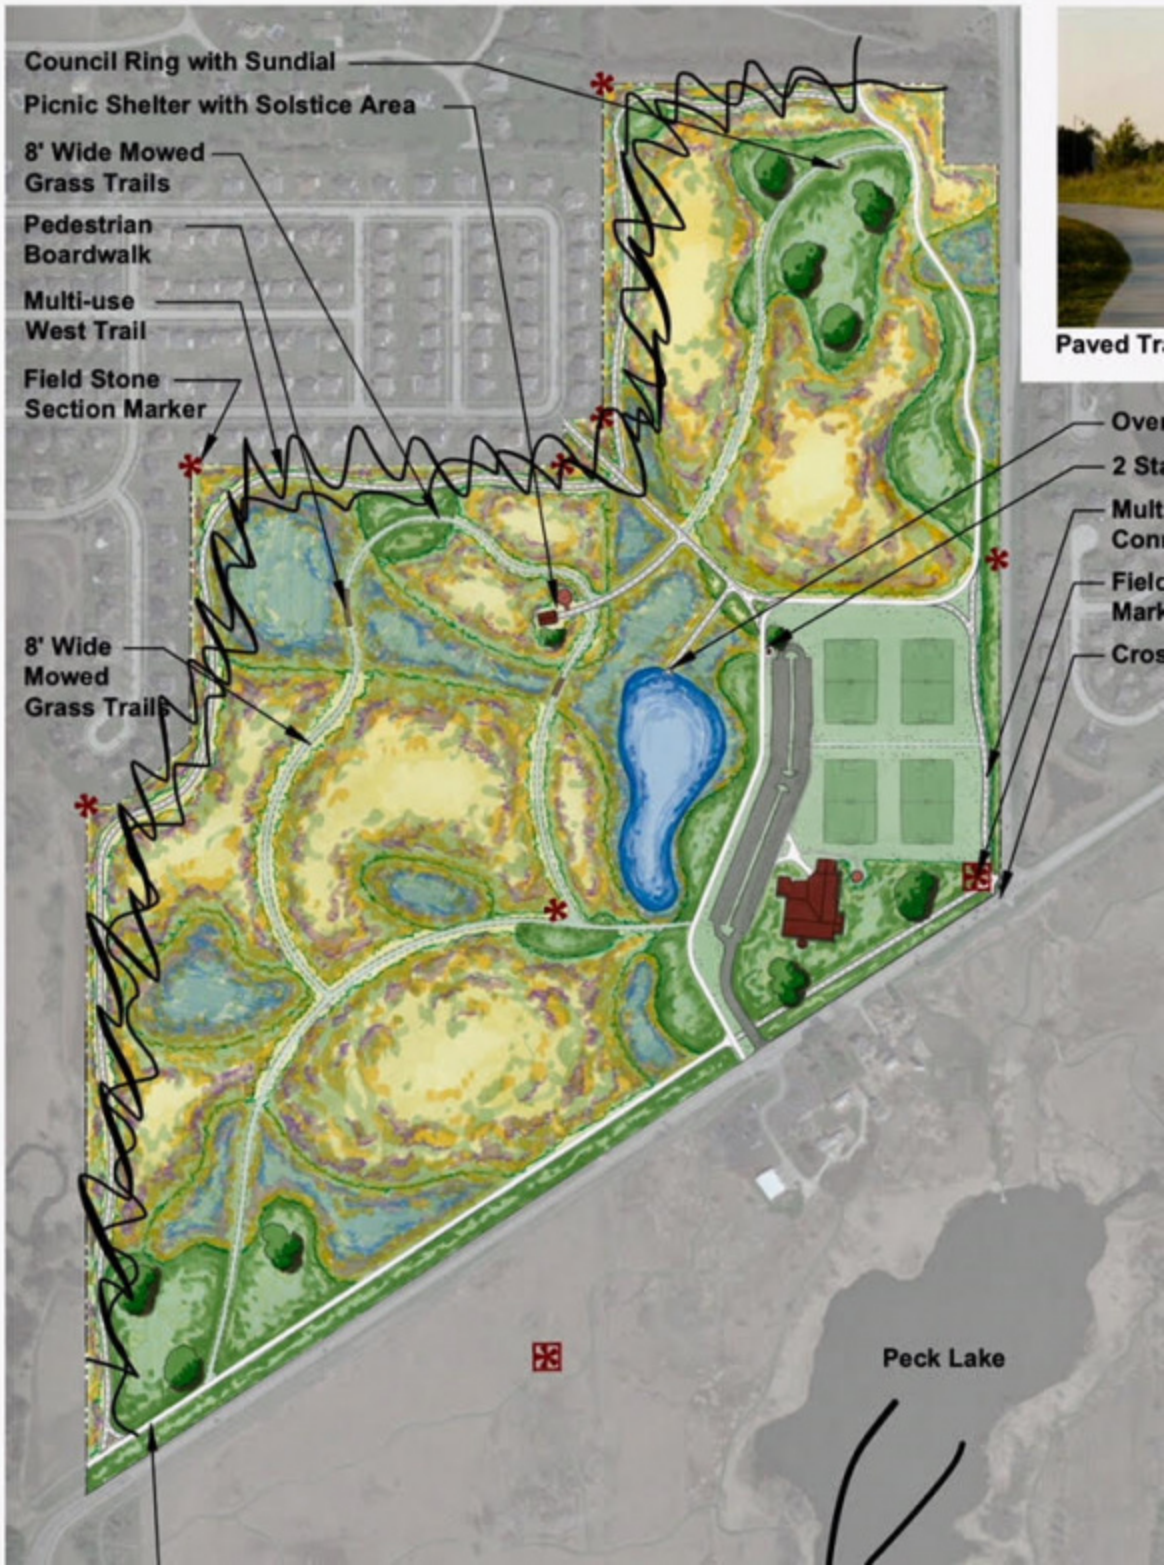 Council Ring with Sundial
Picnic Shelter with Solstice Area
8' Wide Mowed
Grass Trails
Pedestrian
Boardwalk
Multi-use
West Trail
Field Stone
Section Marker
8' Wide
Mowed
Grass Trails
Paved Tra
Over
2 Sta
Mult
Conn
Field
Mark
Cros
Peck Lake